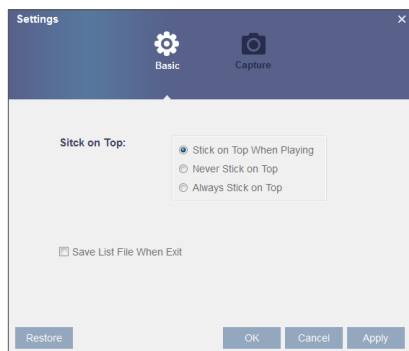 Settings
Basic
Capture
Sitck on Top:
Stick on Top When Playing
Never Stick on Top
Always Stick on Top
Save List File When Exit
Restore
OK
Cancel
Apply